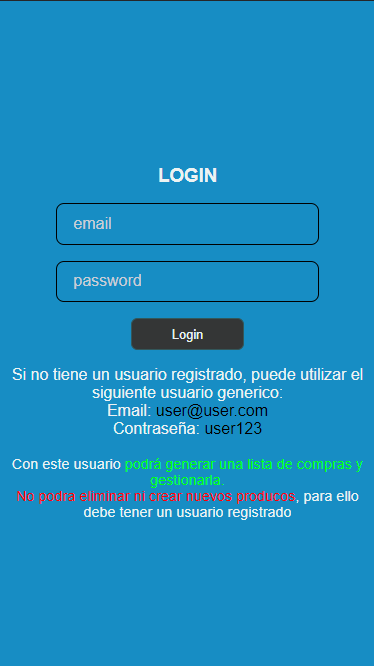 LOGIN
email
password
Login
Si no tiene un usuario registrado, puede utilizar el
siguiente usuario generico:
Email: user@user.com
Contraseña: user123
Con este usuario podrá generar una lista de compras y
gestionarla.
No podrá eliminar ni crear nuevos producos, para ello
debe tener un usuario registrado